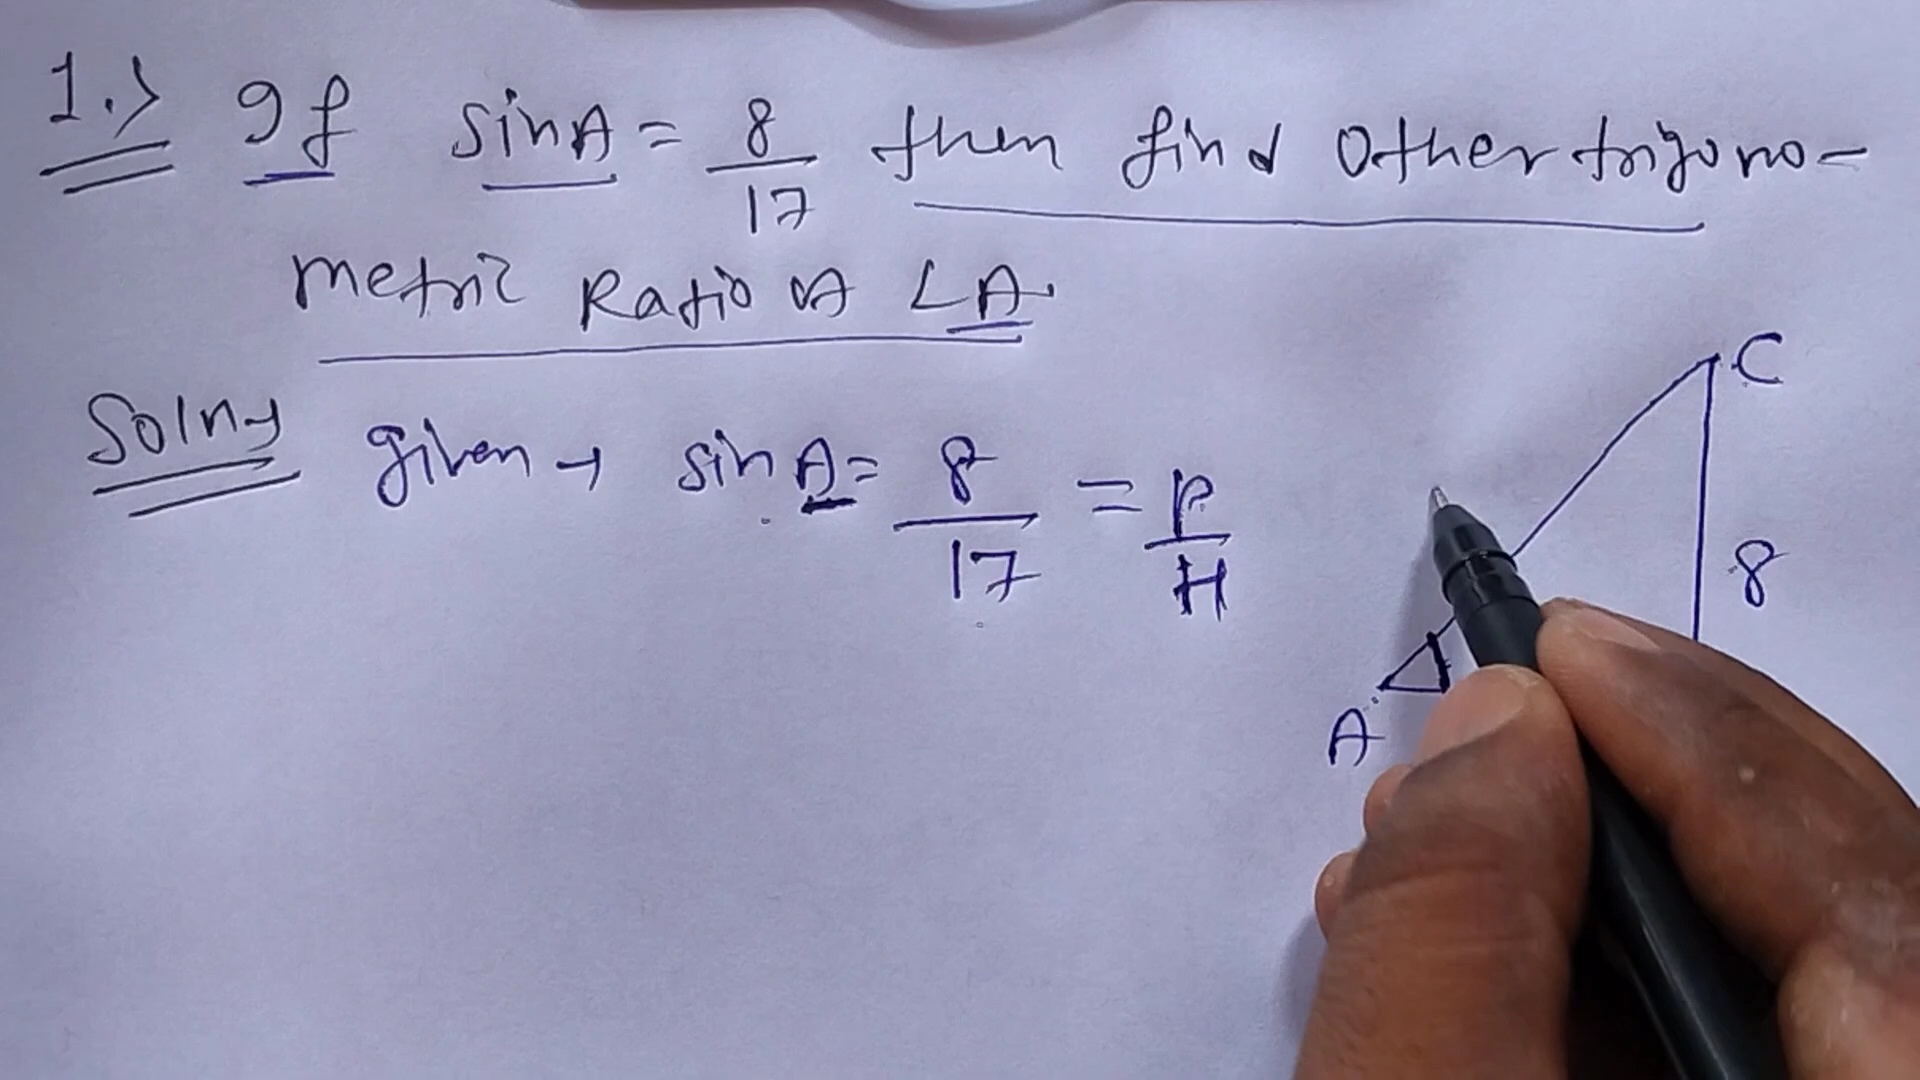 1.> If sinA = 8/17 then find other trigono-
metric Ratio of ∠A.
Soln→ given → sinA = 8/17 = P/H
C
8
A